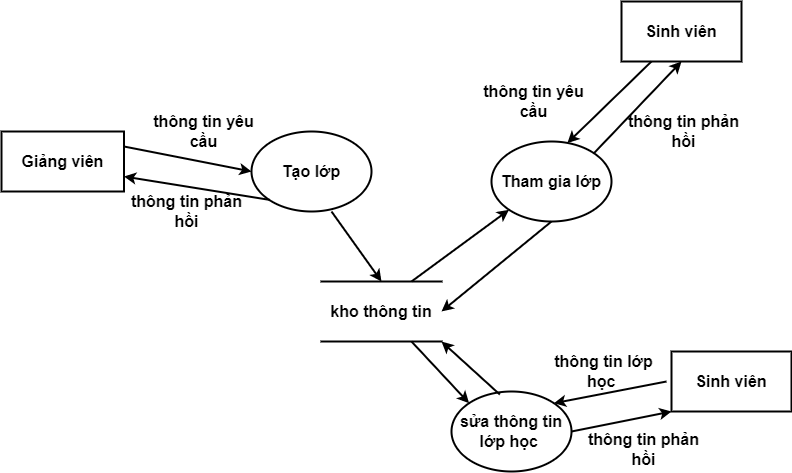 Sinh viên
thông tin yêu
cầu
thông tin phản
hồi
thông tin yêu
cầu
Giảng viên
Tạo lớp
thông tin phản
hồi
Tham gia lớp
kho thông tin
thông tin lớp
học
Sinh viên
sửa thông tin
lớp học
thông tin phản
hồi